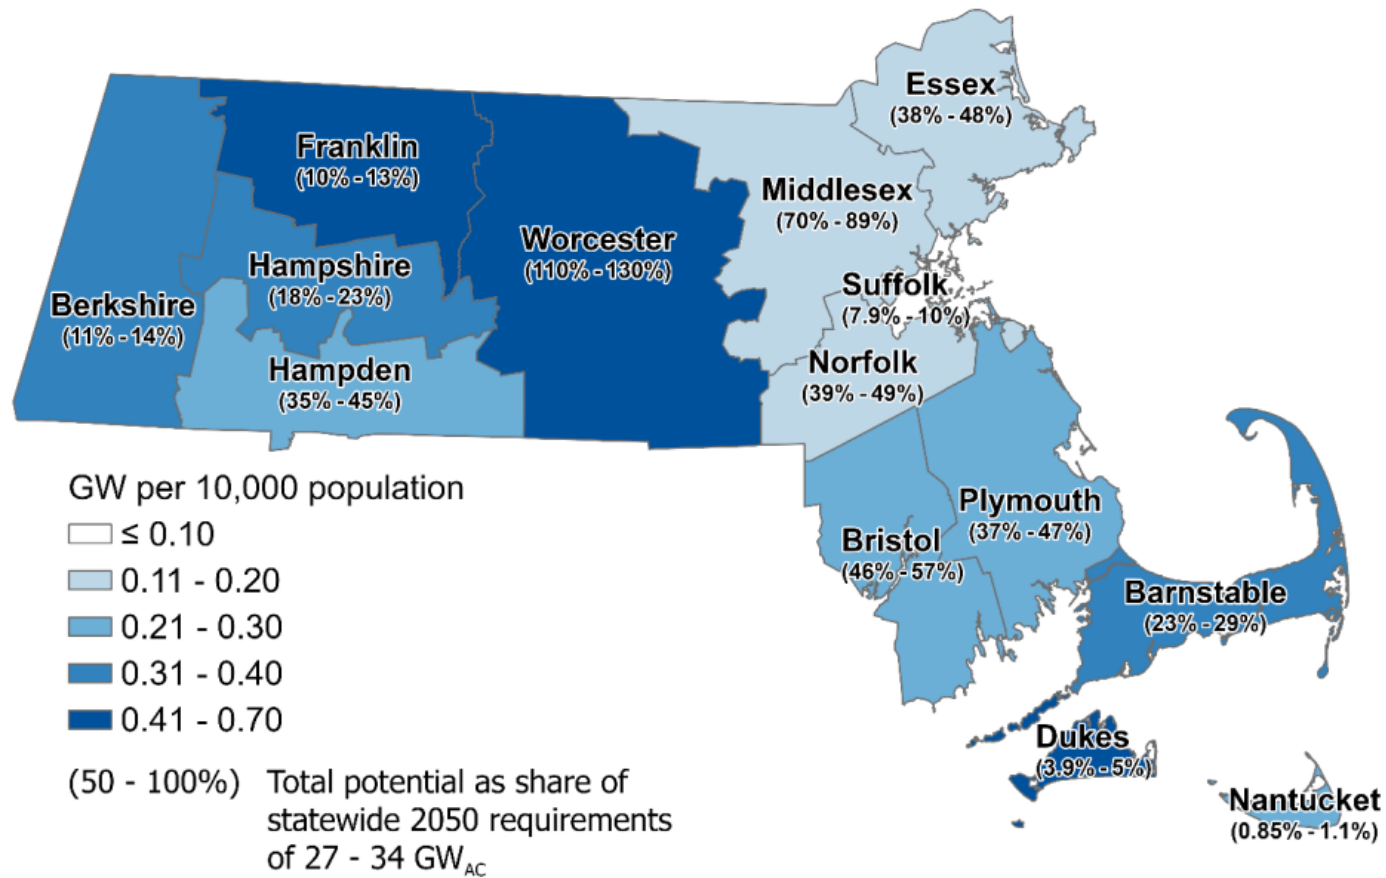 Essex
(38% - 48%)
Franklin
(10% - 13%)
Middlesex
(70% - 89%)
Worcester
(110% - 130%)
Hampshire
(18% - 23%)
Suffolk
(7.9% - 10%)
Berkshire
(11% - 14%)
Norfolk
(39% - 49%)
Hampden
(35% - 45%)
GW per 10,000 population
≤ 0.10
0.11 - 0.20
0.21 - 0.30
0.31 - 0.40
0.41 - 0.70
Plymouth
(37% - 47%)
Bristol
(46% - 57%)
Barnstable
(23% - 29%)
Dukes
(3.9% - 5%)
Nantucket
(0.85% - 1.1%)
(50 - 100%) Total potential as share of
statewide 2050 requirements
of 27 - 34 GWAC